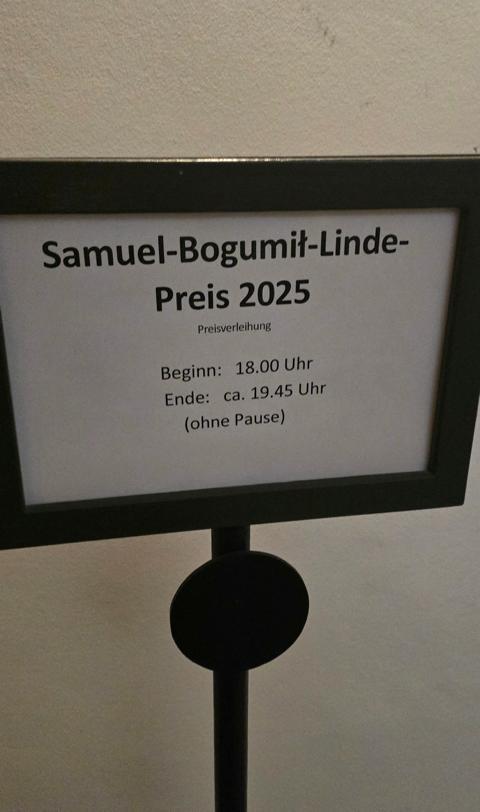 Samuel-Bogumił-Linde-
Preis 2025
Preisverleihung
Beginn: 18.00 Uhr
Ende: ca. 19.45 Uhr
(ohne Pause)